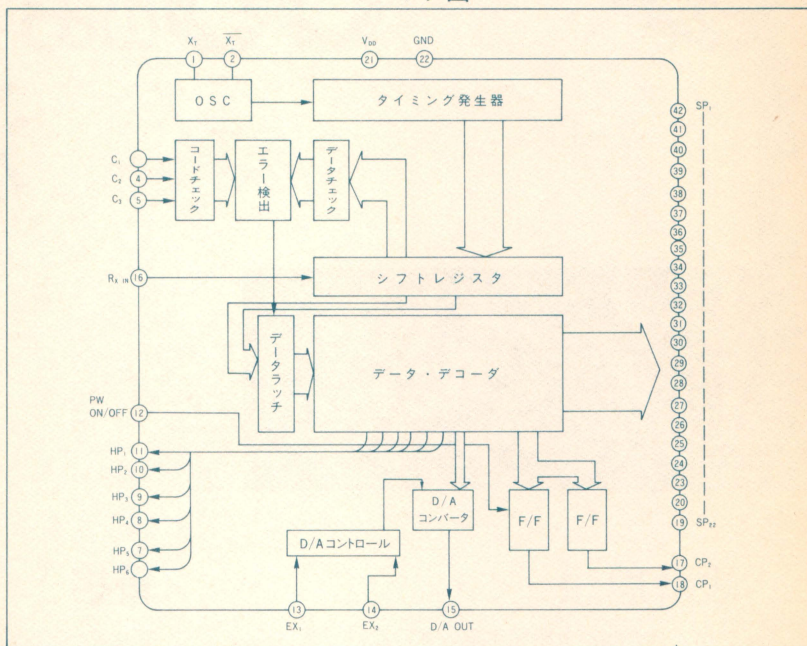 X_T X̅_T̅ V_DD GND
1 2 21 22
OSC タイミング発生器
42 SP₁
41
40
39
38
37
36
35
34
33
32
31
30
29
28
27
26
25
24
23
20
19 SP₂₂
C₁
C₂ 4
C₃ 5
コードチェック
エラー検出
データチェック
Rx IN 16
シフトレジスタ
データラッチ
データ・デコーダ
PW
ON/OFF 12
HP₁ 11
HP₂ 10
HP₃ 9
HP₄ 8
HP₅ 7
HP₆
D/A
コンバータ
F/F F/F
D/Aコントロール
17 CP₂
18 CP₁
13 14 15
EX₁ EX₂ D/A OUT